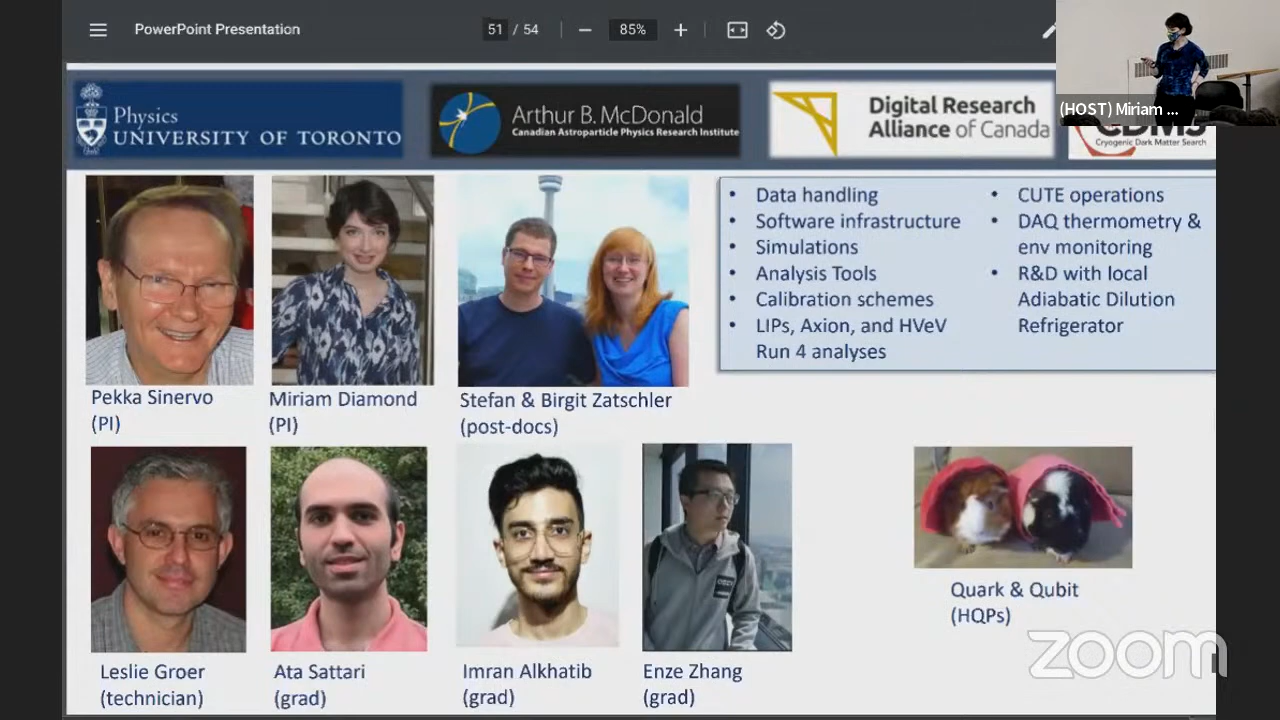 PowerPoint Presentation
51 / 54
85%
(HOST) Miriam ...
Physics
UNIVERSITY OF TORONTO
Arthur B. McDonald
Canadian Astroparticle Physics Research Institute
Digital Research
Alliance of Canada
CDMS
Cryogenic Dark Matter Search
• Data handling
• Software infrastructure
• Simulations
• Analysis Tools
• Calibration schemes
• LIPs, Axion, and HVeV
Run 4 analyses
• CUTE operations
• DAQ thermometry &
env monitoring
• R&D with local
Adiabatic Dilution
Refrigerator
Pekka Sinervo
(PI)
Miriam Diamond
(PI)
Stefan & Birgit Zatschler
(post-docs)
Leslie Groer
(technician)
Ata Sattari
(grad)
Imran Alkhatib
(grad)
Enze Zhang
(grad)
Quark & Qubit
(HQPs)
zoom